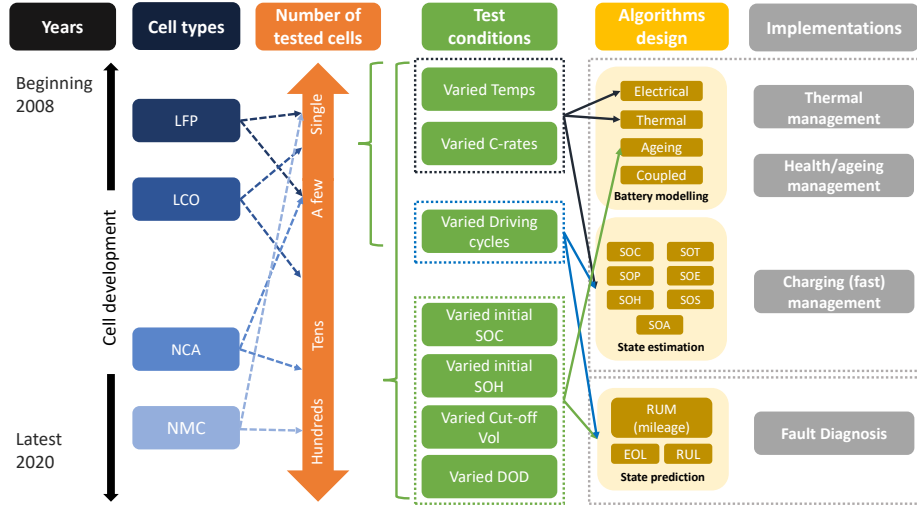 Years
Cell types
Number of
tested cells
Test
conditions
Algorithms
design
Implementations
Beginning
2008
Latest
2020
Cell development
LFP
LCO
NCA
NMC
Single
A few
Tens
Hundreds
Varied Temps
Varied C-rates
Varied Driving
cycles
Varied initial
SOC
Varied initial
SOH
Varied Cut-off
Vol
Varied DOD
Electrical
Thermal
Ageing
Coupled
Battery modelling
SOC
SOT
SOP
SOE
SOH
SOS
SOA
State estimation
RUM
(mileage)
EOL
RUL
State prediction
Thermal
management
Health/ageing
management
Charging (fast)
management
Fault Diagnosis